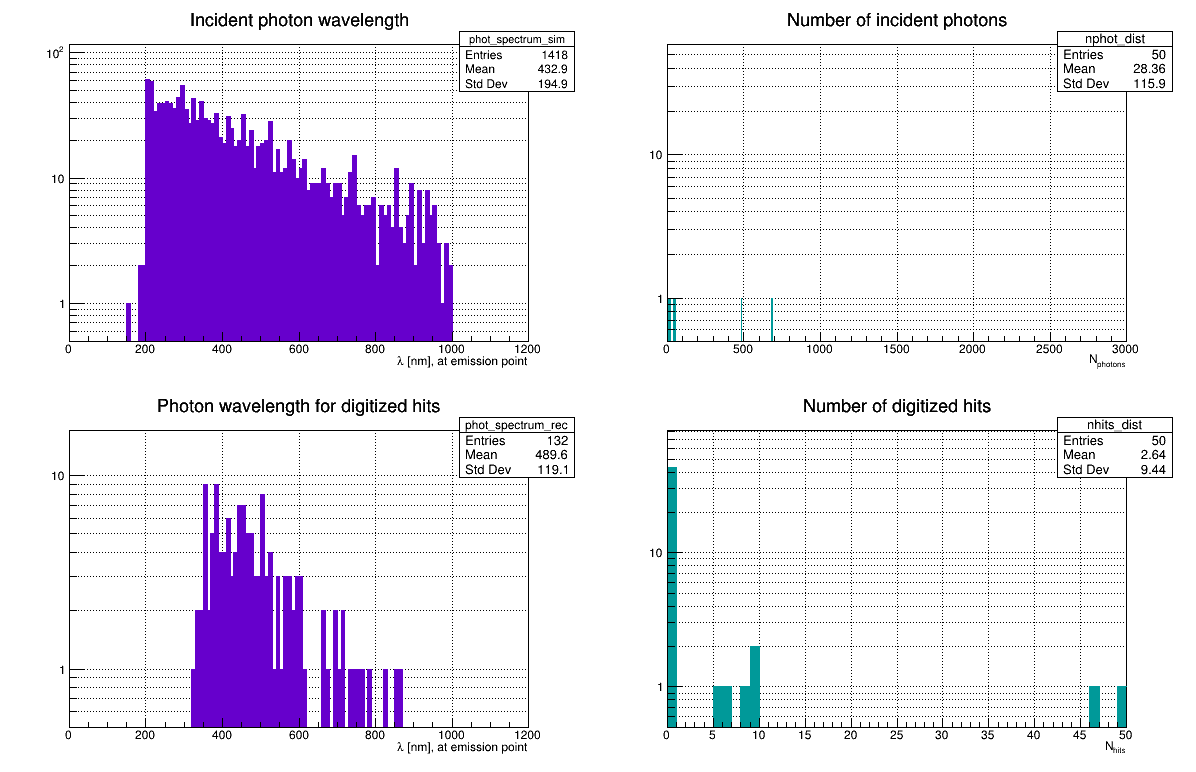 Incident photon wavelength
phot_spectrum_sim
Entries 1418
Mean 432.9
Std Dev 194.9
10²
10
1
0 200 400 600 800 1000 1200
λ [nm], at emission point
Number of incident photons
nphot_dist
Entries 50
Mean 28.36
Std Dev 115.9
10
1
0 500 1000 1500 2000 2500 3000
Nphotons
Photon wavelength for digitized hits
phot_spectrum_rec
Entries 132
Mean 489.6
Std Dev 119.1
10
1
0 200 400 600 800 1000 1200
λ [nm], at emission point
Number of digitized hits
nhits_dist
Entries 50
Mean 2.64
Std Dev 9.44
10
1
0 5 10 15 20 25 30 35 40 45 50
Nhits